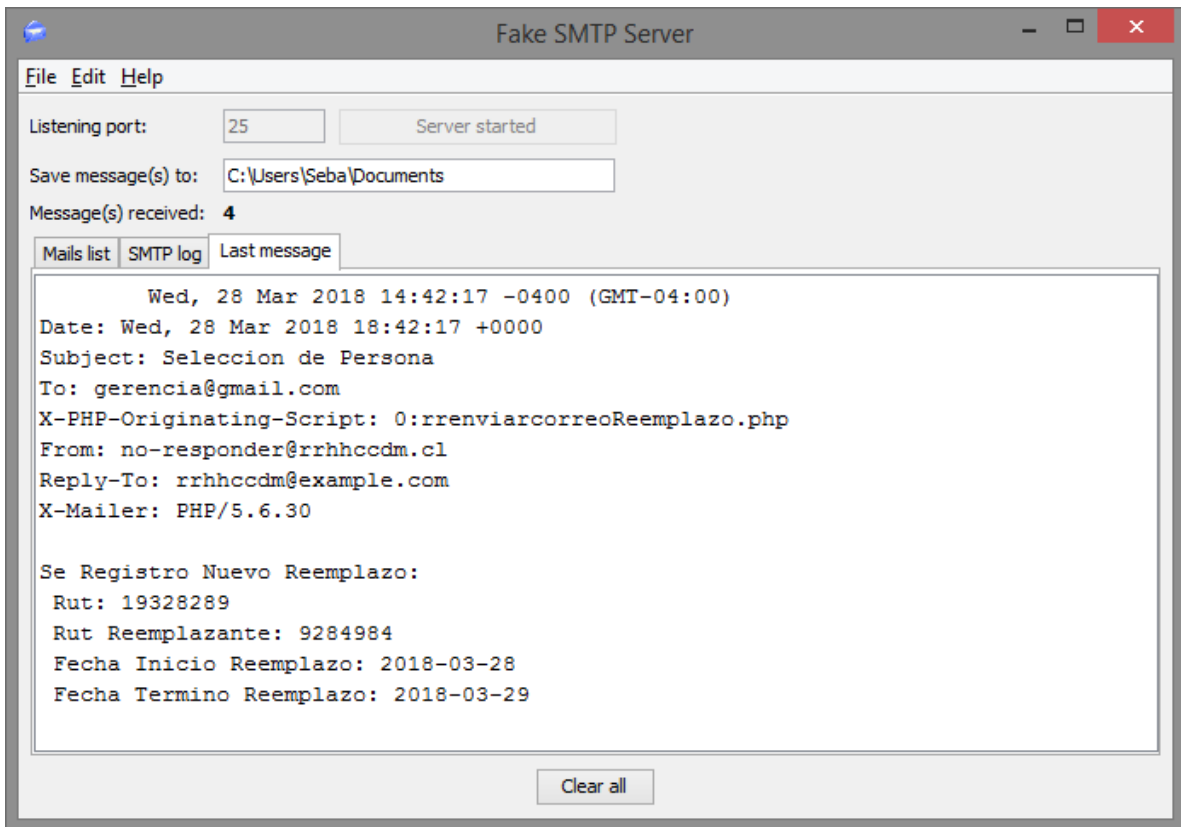 Fake SMTP Server
File Edit Help
Listening port: 25 Server started
Save message(s) to: C:\Users\Seba\Documents
Message(s) received: 4
Mails list SMTP log Last message
Wed, 28 Mar 2018 14:42:17 -0400 (GMT-04:00)
Date: Wed, 28 Mar 2018 18:42:17 +0000
Subject: Seleccion de Persona
To: gerencia@gmail.com
X-PHP-Originating-Script: 0:rrenviarcorreoReemplazo.php
From: no-responder@rrhhccdm.cl
Reply-To: rrhhccdm@example.com
X-Mailer: PHP/5.6.30
Se Registro Nuevo Reemplazo:
Rut: 19328289
Rut Reemplazante: 9284984
Fecha Inicio Reemplazo: 2018-03-28
Fecha Termino Reemplazo: 2018-03-29
Clear all